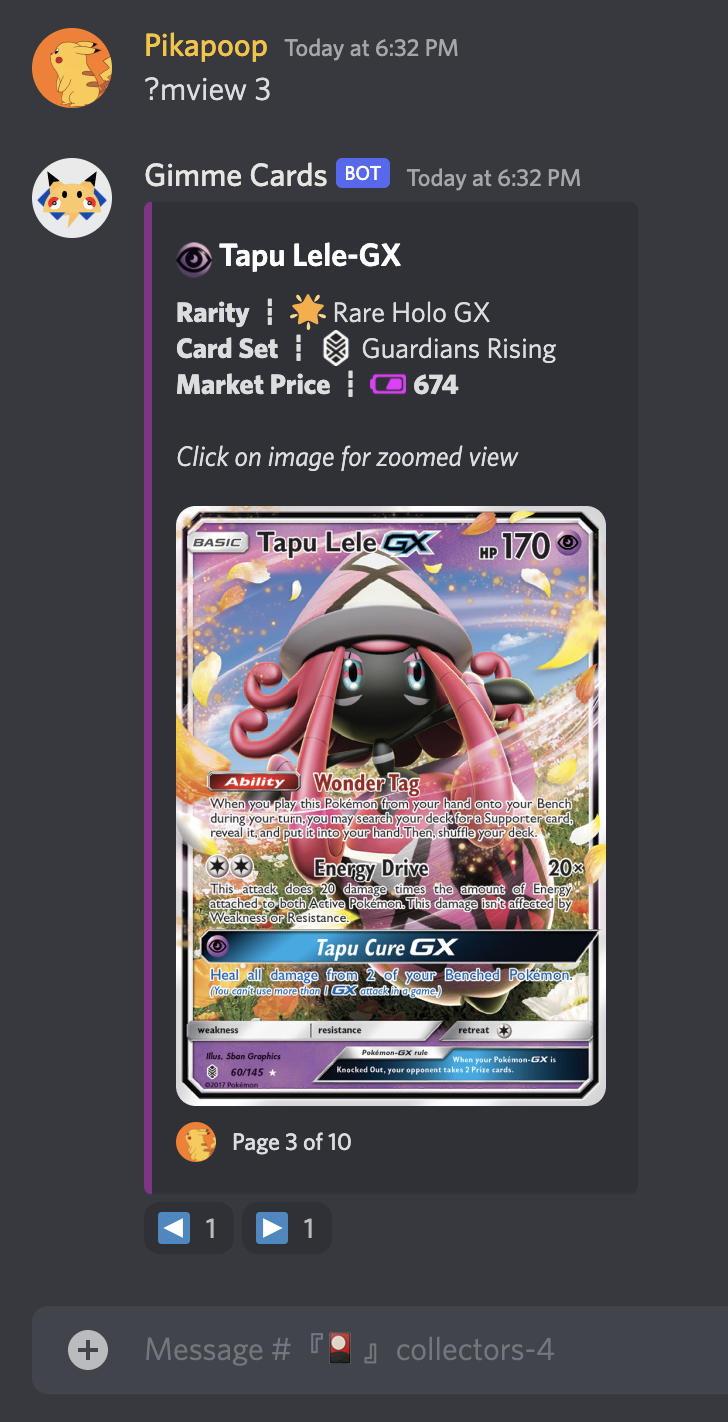 Pikapoop Today at 6:32 PM
?mview 3
Gimme Cards BOT Today at 6:32 PM
Tapu Lele-GX
Rarity ┋ Rare Holo GX
Card Set ┋ Guardians Rising
Market Price ┋ 674
Click on image for zoomed view
BASIC Tapu Lele GX HP 170
Ability Wonder Tag
When you play this Pokémon from your hand onto your Bench
during your turn, you may search your deck for a Supporter card,
reveal it, and put it into your hand. Then, shuffle your deck.
Energy Drive 20×
This attack does 20 damage times the amount of Energy
attached to both Active Pokémon. This damage isn't affected by
Weakness or Resistance.
Tapu Cure GX
Heal all damage from 2 of your Benched Pokémon.
(You can't use more than 1 GX attack in a game.)
weakness resistance retreat
Illus. 5ban Graphics
60/145 ★
©2017 Pokémon
Pokémon-GX rule
When your Pokémon-GX is
Knocked Out, your opponent takes 2 Prize cards.
Page 3 of 10
1 1
Message # 『🎴』 collectors-4